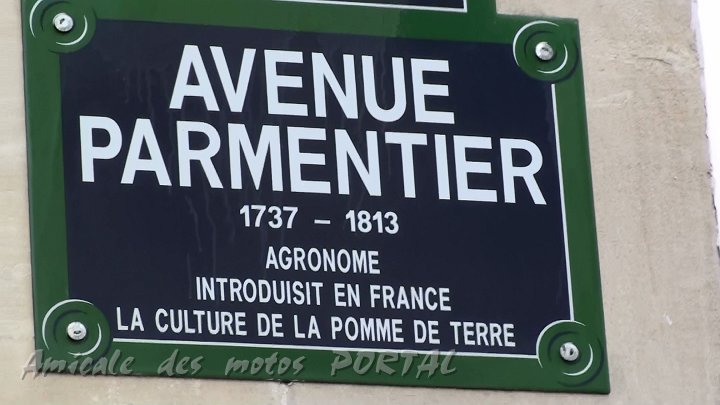 AVENUE
PARMENTIER
1737 – 1813
AGRONOME
INTRODUISIT EN FRANCE
LA CULTURE DE LA POMME DE TERRE
Amicale des motos PORTAL